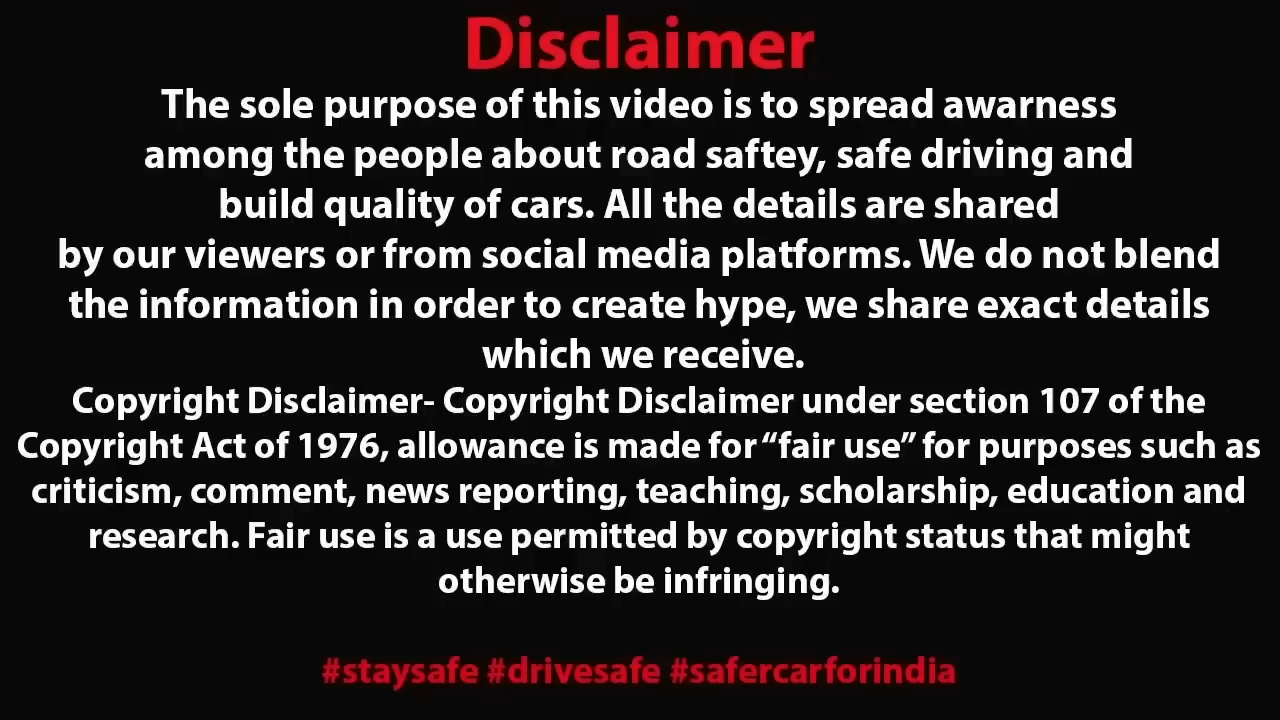 Disclaimer
The sole purpose of this video is to spread awarness
among the people about road saftey, safe driving and
build quality of cars. All the details are shared
by our viewers or from social media platforms. We do not blend
the information in order to create hype, we share exact details
which we receive.
Copyright Disclaimer- Copyright Disclaimer under section 107 of the
Copyright Act of 1976, allowance is made for “fair use” for purposes such as
criticism, comment, news reporting, teaching, scholarship, education and
research. Fair use is a use permitted by copyright status that might
otherwise be infringing.
#staysafe #drivesafe #safercarforindia